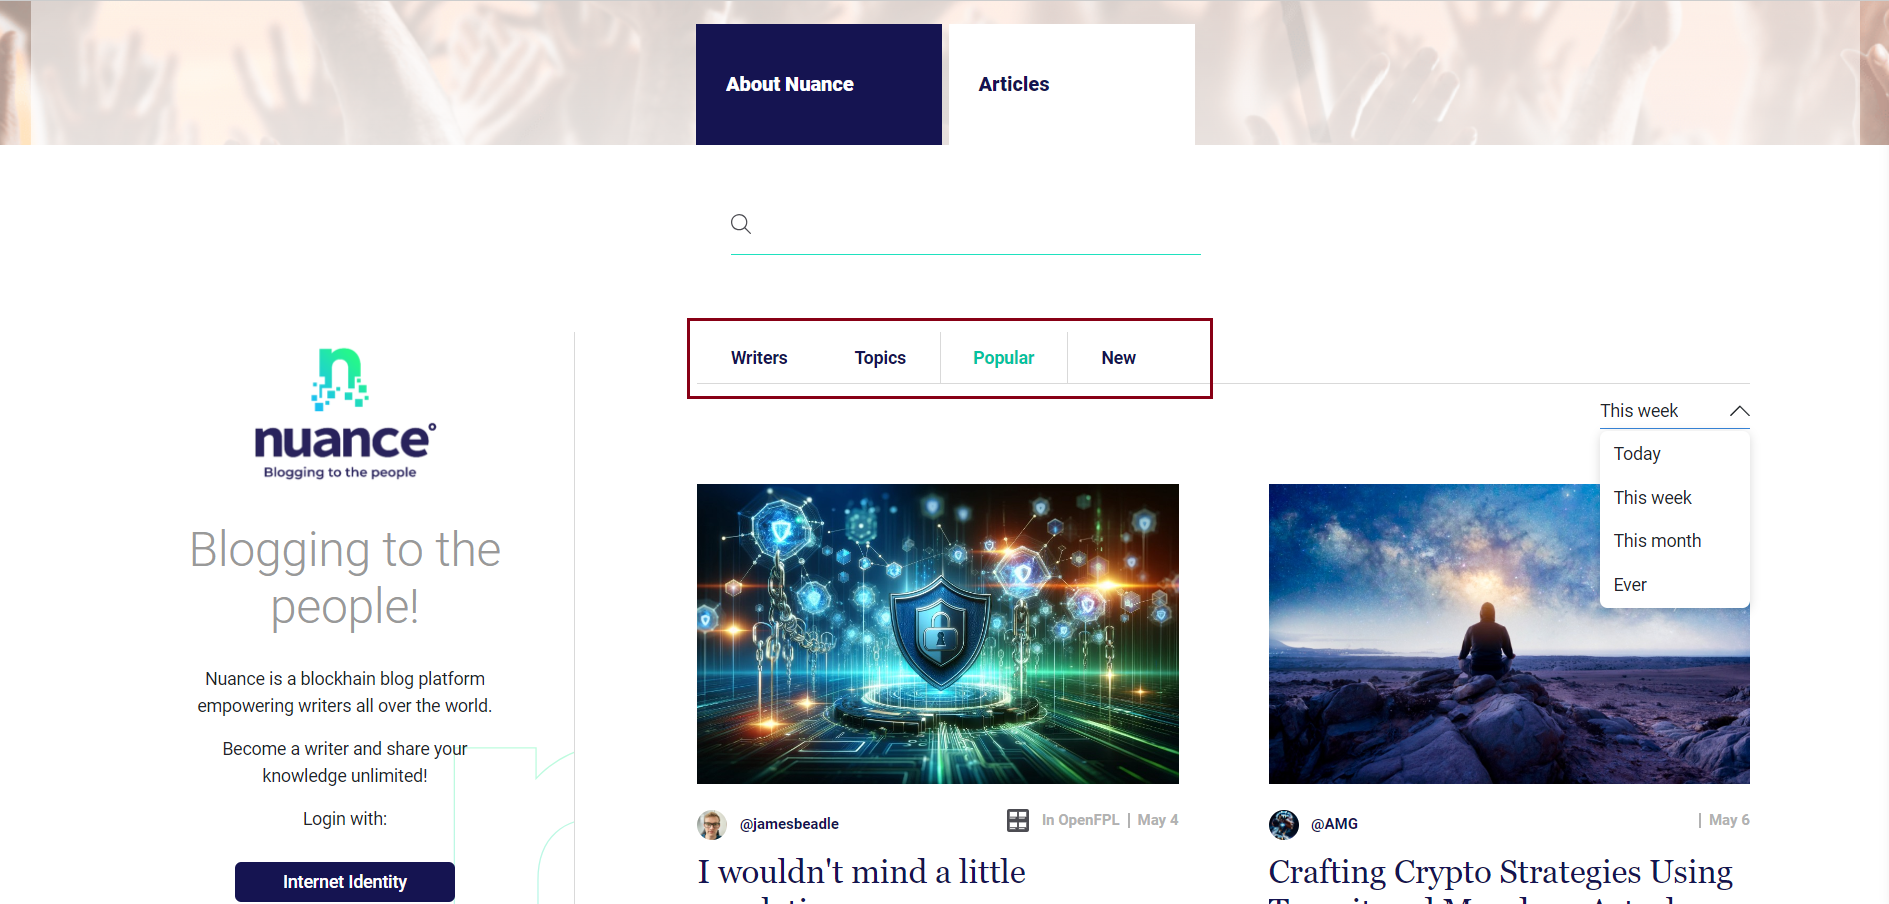 About Nuance
Articles
Writers
Topics
Popular
New
This week
Today
This week
This month
Ever
n
nuance°
Blogging to the people
Blogging to the
people!
Nuance is a blockhain blog platform
empowering writers all over the world.
Become a writer and share your
knowledge unlimited!
Login with:
Internet Identity
@jamesbeadle
In OpenFPL | May 4
I wouldn't mind a little
@AMG
| May 6
Crafting Crypto Strategies Using